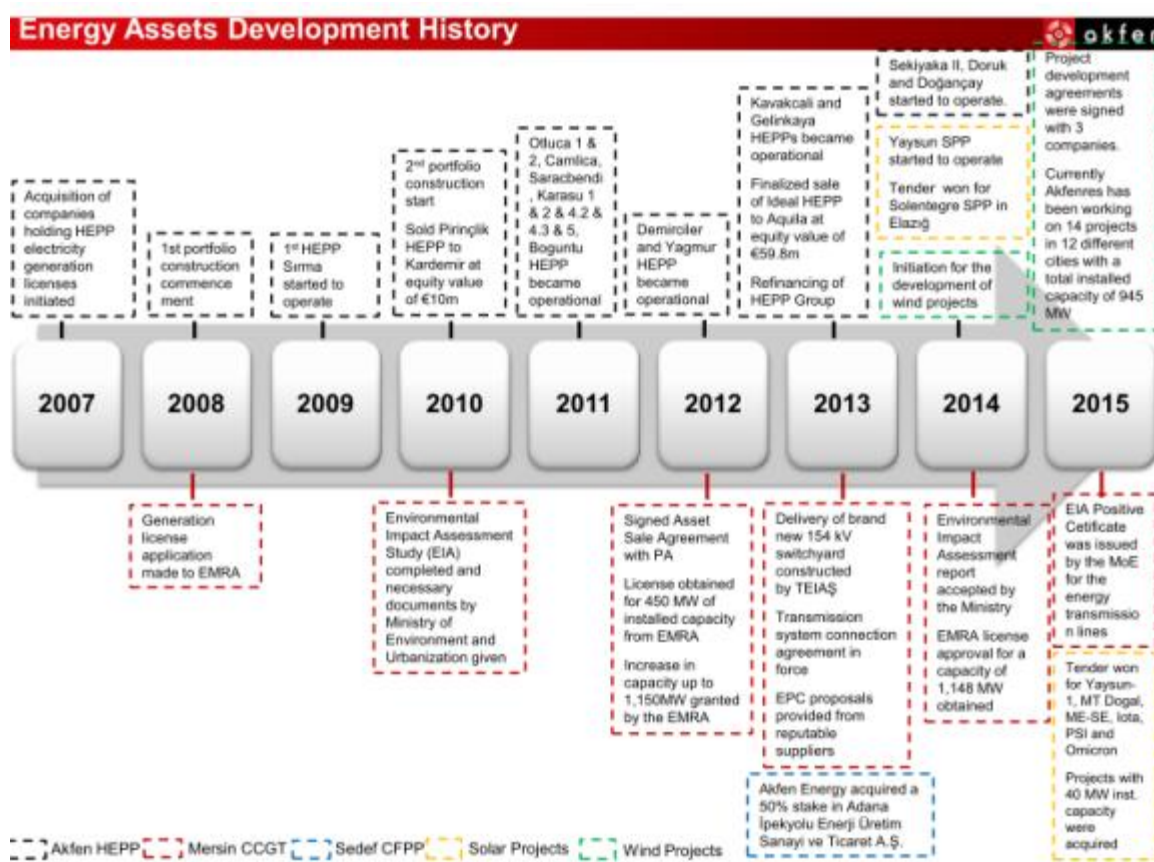 Energy Assets Development History
akfen
Acquisition of
companies
holding HEPP
electricity
generation
licenses
initiated
1st portfolio
construction
commence
ment
1st HEPP
Sırma
started to
operate
2nd portfolio
construction
start
Sold Pirinçlik
HEPP to
Kardemir at
equity value
of €10m
Otluca 1 &
2, Camlica,
Saracbendi
, Karasu 1
& 2 & 4.2 &
4.3 & 5,
Boguntu
HEPP
became
operational
Demirciler
and Yagmur
HEPP
became
operational
Kavakcali and
Gelinkaya
HEPPs became
operational
Finalized sale
of Ideal HEPP
to Aquila at
equity value of
€59.8m
Refinancing of
HEPP Group
Sekiyaka II, Doruk
and Doğançay
started to operate.
Yaysun SPP
started to operate
Tender won for
Solentegre SPP in
Elazığ
Initiation for the
development of
wind projects
Project
development
agreements
were signed
with 3
companies.
Currently
Akfenres has
been working
on 14 projects
in 12 different
cities with a
total installed
capacity of 945
MW
2007
2008
2009
2010
2011
2012
2013
2014
2015
Generation
license
application
made to EMRA
Environmental
Impact Assessment
Study (EIA)
completed and
necessary
documents by
Ministry of
Environment and
Urbanization given
Signed Asset
Sale Agreement
with PA
License obtained
for 450 MW of
installed capacity
from EMRA
Increase in
capacity up to
1,150MW granted
by the EMRA
Delivery of brand
new 154 kV
switchyard
constructed
by TEIAŞ
Transmission
system connection
agreement in
force
EPC proposals
provided from
reputable
suppliers
Akfen Energy acquired a
50% stake in Adana
İpekyolu Enerji Üretim
Sanayi ve Ticaret A.Ş.
Environmental
Impact
Assessment
report
accepted by
the Ministry
EMRA license
approval for a
capacity of
1,148 MW
obtained
EIA Positive
Cetificate
was issued
by the MoE
for the
energy
transmissio
n lines
Tender won
for Yaysun-
1, MT Dogal,
ME-SE, Iota,
PSI and
Omicron
Projects with
40 MW inst.
capacity
were
acquired
Akfen HEPP
Mersin CCGT
Sedef CFPP
Solar Projects
Wind Projects